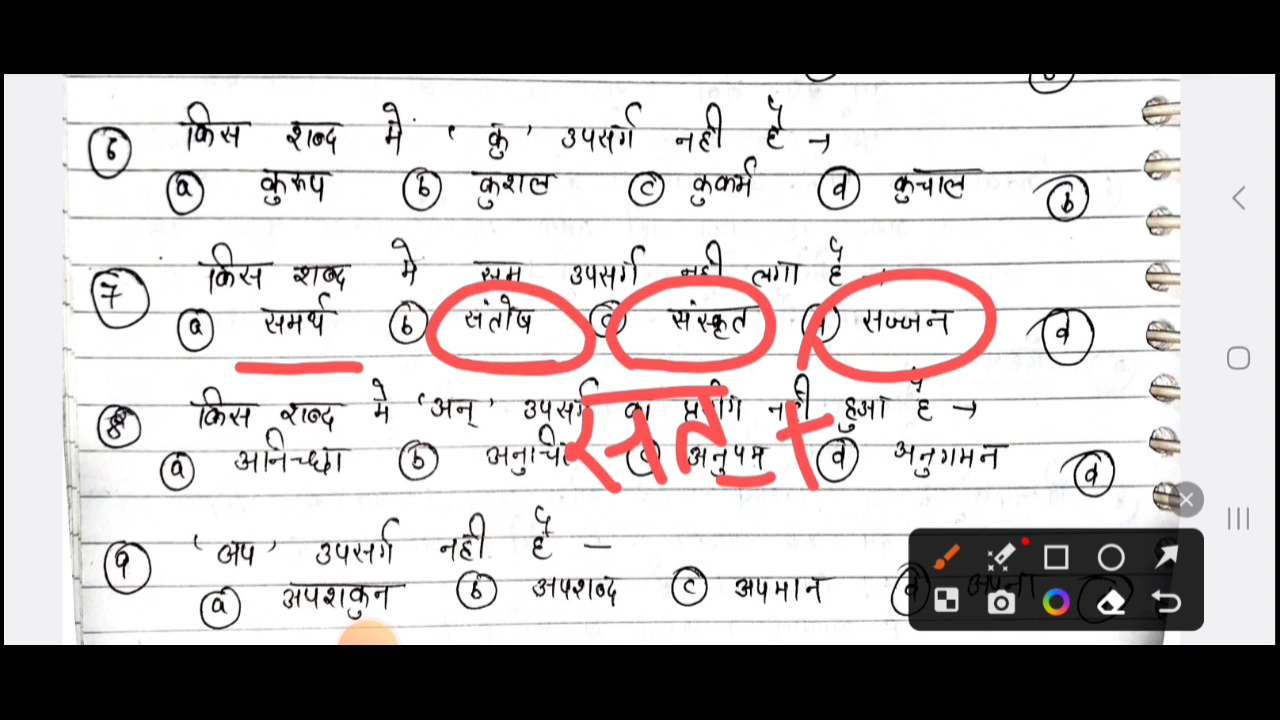 6 किस शब्द में 'कु' उपसर्ग नही है →
a कुरूप b कुशल c कुकर्म d कुचाल b
7 किस शब्द में सम उपसर्ग नही लगा है →
a समर्थ b संतोष c संस्कृत d सज्जन d
सत् +
8 किस शब्द में 'अन्' उपसर्ग का प्रयोग नही हुआ है →
a अनिच्छा b अनुचित c अनुपम d अनुगमन d
9 'अप' उपसर्ग नही है –
a अपशकुन b अपशब्द c अपमान d अपना